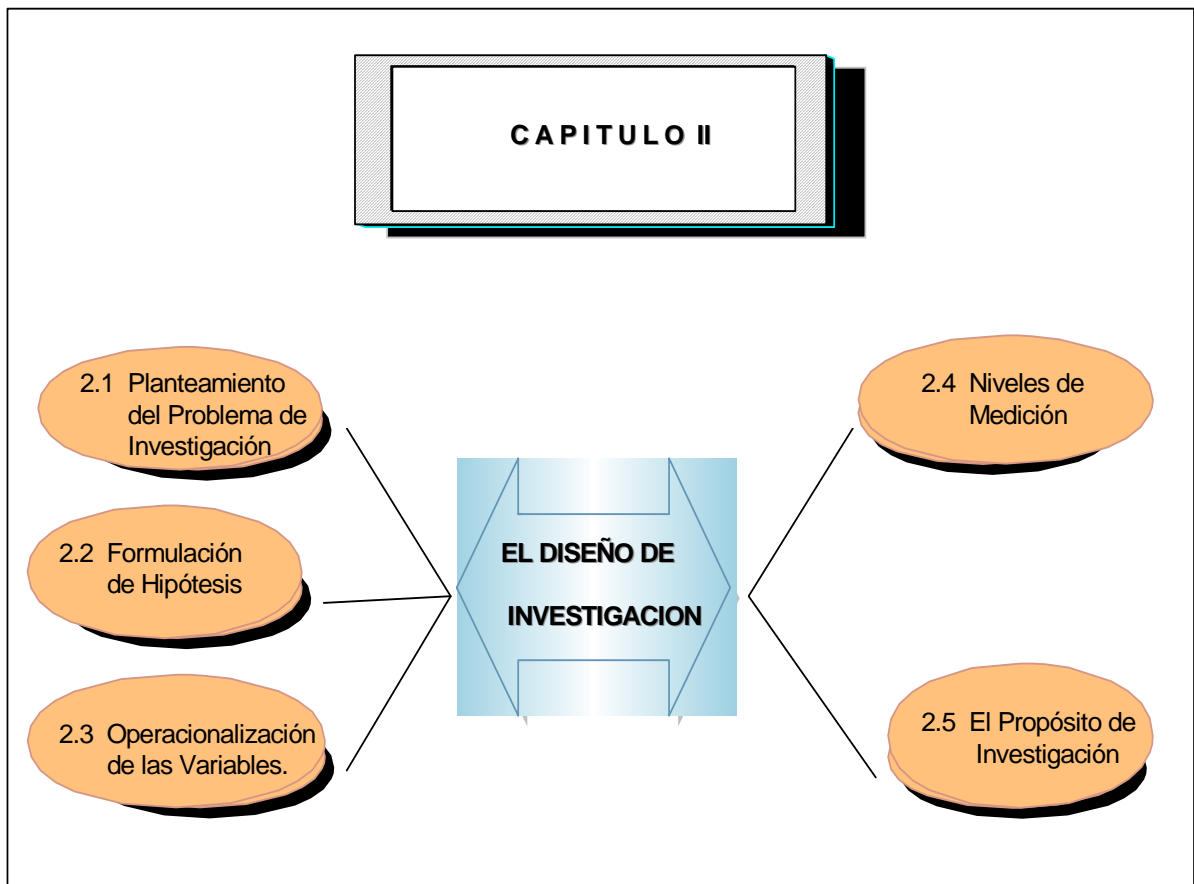 C A P I T U L O II
2.1 Planteamiento
del Problema de
Investigación
2.2 Formulación
de Hipótesis
2.3 Operacionalización
de las Variables.
EL DISEÑO DE
INVESTIGACION
2.4 Niveles de
Medición
2.5 El Propósito de
Investigación